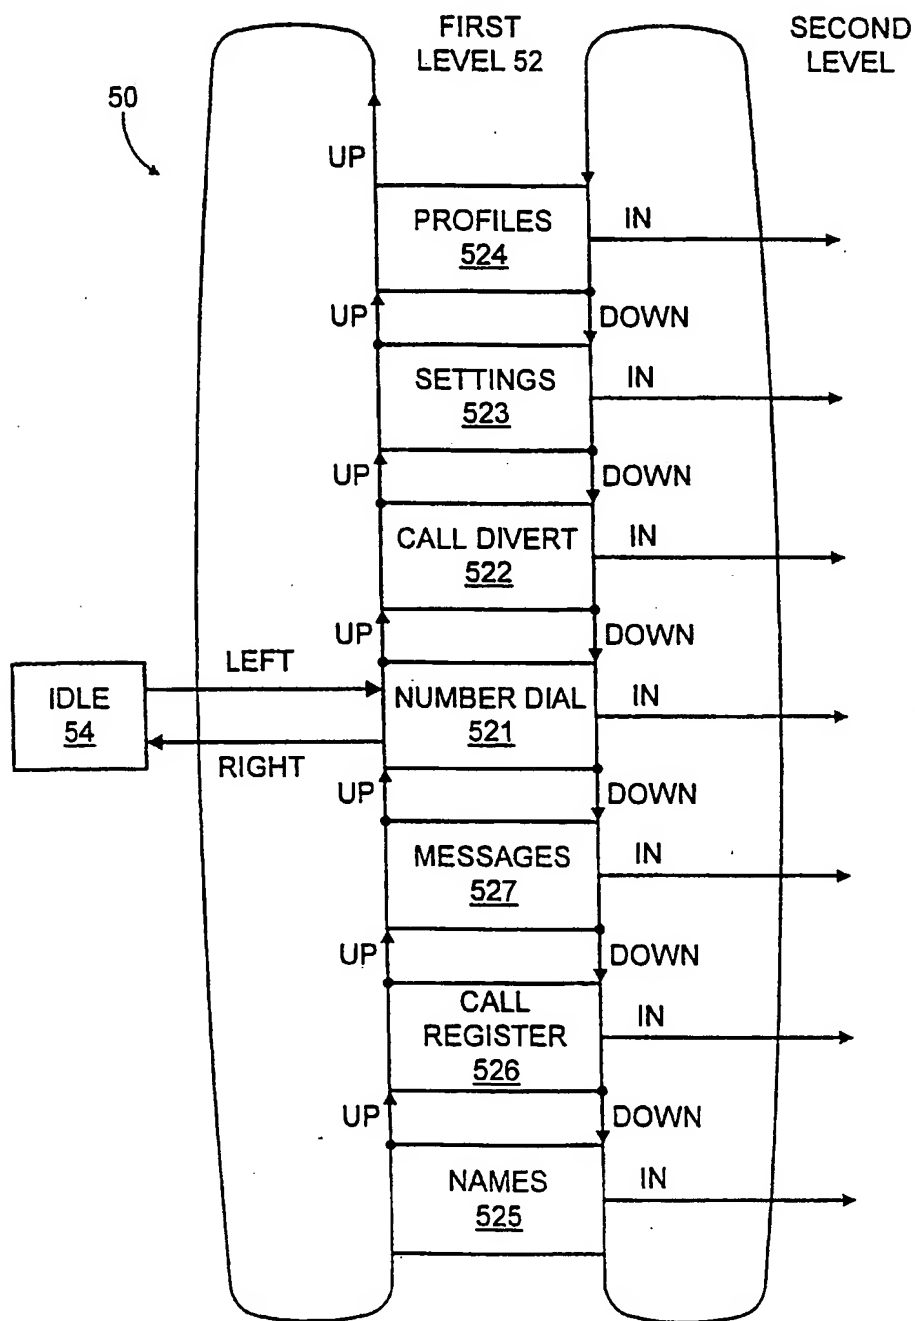 FIRST
LEVEL 52
SECOND
LEVEL
50
UP
PROFILES
524
IN
UP
DOWN
SETTINGS
523
IN
UP
DOWN
CALL DIVERT
522
IN
UP
DOWN
LEFT
IDLE
54
NUMBER DIAL
521
IN
RIGHT
UP
DOWN
MESSAGES
527
IN
UP
DOWN
CALL
REGISTER
526
IN
UP
DOWN
NAMES
525
IN